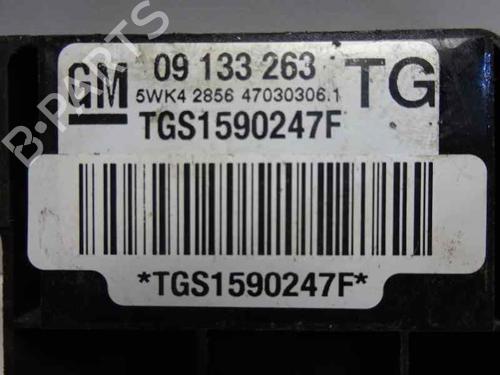 GM 09 133 263 TG
5WK4 2856 47030306.1
TGS1590247F
*TGS1590247F*
B-PARTS